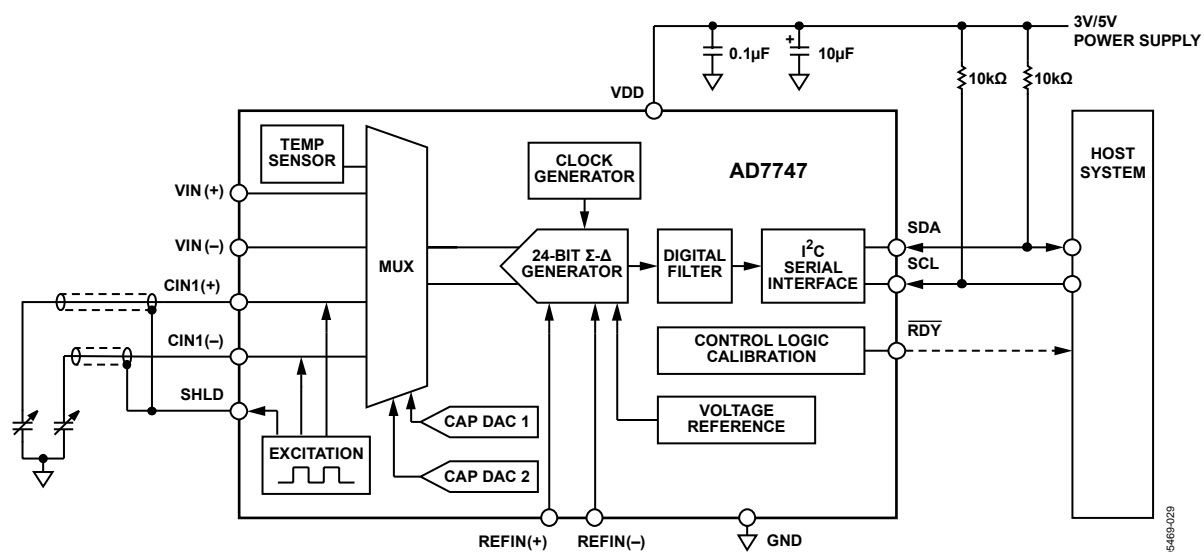 3V/5V
POWER SUPPLY
0.1µF
10µF
10kΩ
10kΩ
VDD
TEMP
SENSOR
CLOCK
GENERATOR
AD7747
HOST
SYSTEM
VIN(+)
VIN(–)
MUX
24-BIT Σ-Δ
GENERATOR
DIGITAL
FILTER
I²C
SERIAL
INTERFACE
SDA
SCL
CIN1(+)
CIN1(–)
SHLD
CONTROL LOGIC
CALIBRATION
RDY
VOLTAGE
REFERENCE
EXCITATION
CAP DAC 1
CAP DAC 2
REFIN(+)
REFIN(–)
GND
05469-029